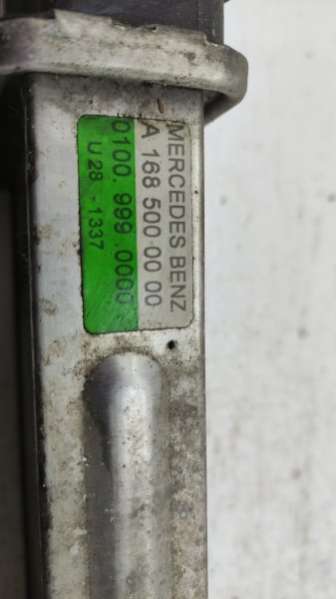 MERCEDES BENZ
A 168 500 00 00
0100. 999 .0000
U 28 - 1337